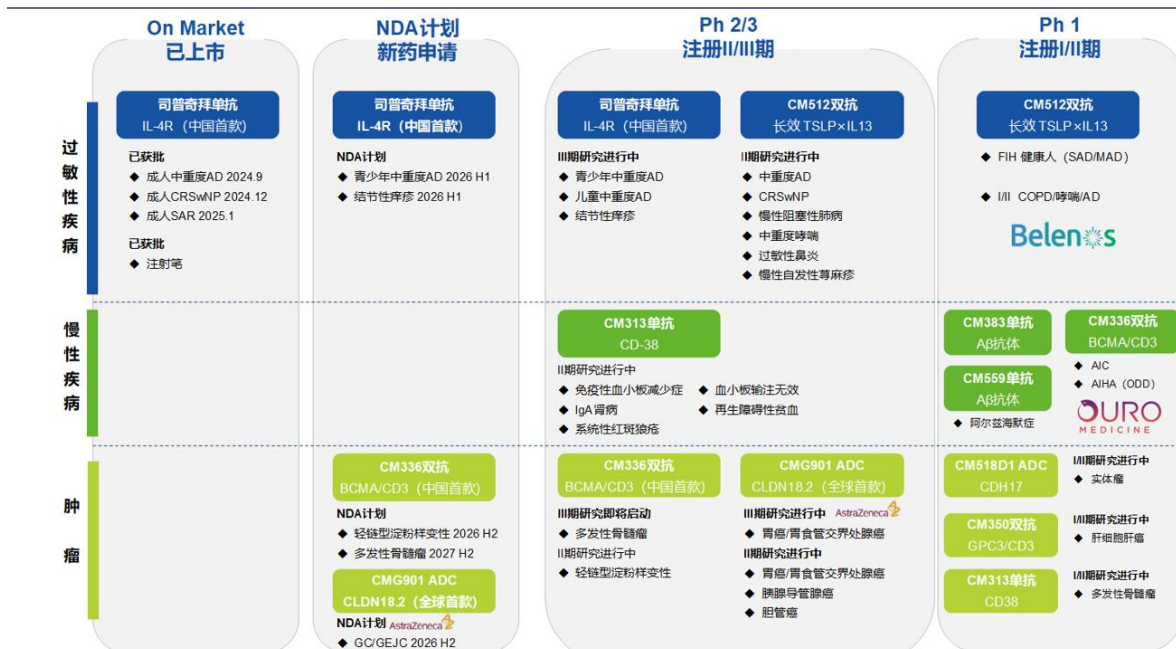 On Market
已上市
NDA计划
新药申请
Ph 2/3
注册II/III期
Ph 1
注册I/II期
过敏性疾病
司普奇拜单抗
IL-4R（中国首款）
已获批
◆ 成人中重度AD 2024.9
◆ 成人CRSwNP 2024.12
◆ 成人SAR 2025.1
已获批
◆ 注射笔
司普奇拜单抗
IL-4R（中国首款）
NDA计划
◆ 青少年中重度AD 2026 H1
◆ 结节性痒疹 2026 H1
司普奇拜单抗
IL-4R（中国首款）
III期研究进行中
◆ 青少年中重度AD
◆ 儿童中重度AD
◆ 结节性痒疹
CM512双抗
长效 TSLP×IL13
II期研究进行中
◆ 中重度AD
◆ CRSwNP
◆ 慢性阻塞性肺病
◆ 中重度哮喘
◆ 过敏性鼻炎
◆ 慢性自发性荨麻疹
CM512双抗
长效 TSLP×IL13
◆ FIH 健康人（SAD/MAD）
◆ I/II COPD/哮喘/AD
Belenos
慢性疾病
CM313单抗
CD-38
II期研究进行中
◆ 免疫性血小板减少症
◆ IgA肾病
◆ 系统性红斑狼疮
◆ 血小板输注无效
◆ 再生障碍性贫血
CM383单抗
Aβ抗体
CM559单抗
Aβ抗体
◆ 阿尔兹海默症
CM336双抗
BCMA/CD3
◆ AIC
◆ AIHA（ODD）
OURO
MEDICINE
肿瘤
CM336双抗
BCMA/CD3（中国首款）
NDA计划
◆ 轻链型淀粉样变性 2026 H2
◆ 多发性骨髓瘤 2027 H2
CMG901 ADC
CLDN18.2（全球首款）
NDA计划 AstraZeneca
◆ GC/GEJC 2026 H2
CM336双抗
BCMA/CD3（中国首款）
III期研究即将启动
◆ 多发性骨髓瘤
II期研究进行中
◆ 轻链型淀粉样变性
CMG901 ADC
CLDN18.2（全球首款）
III期研究进行中 AstraZeneca
◆ 胃癌/胃食管交界处腺癌
II期研究进行中
◆ 胃癌/胃食管交界处腺癌
◆ 胰腺导管腺癌
◆ 胆管癌
CM518D1 ADC
CDH17
I/II期研究进行中
◆ 实体瘤
CM350双抗
GPC3/CD3
I/II期研究进行中
◆ 肝细胞肝癌
CM313单抗
CD38
I/II期研究进行中
◆ 多发性骨髓瘤